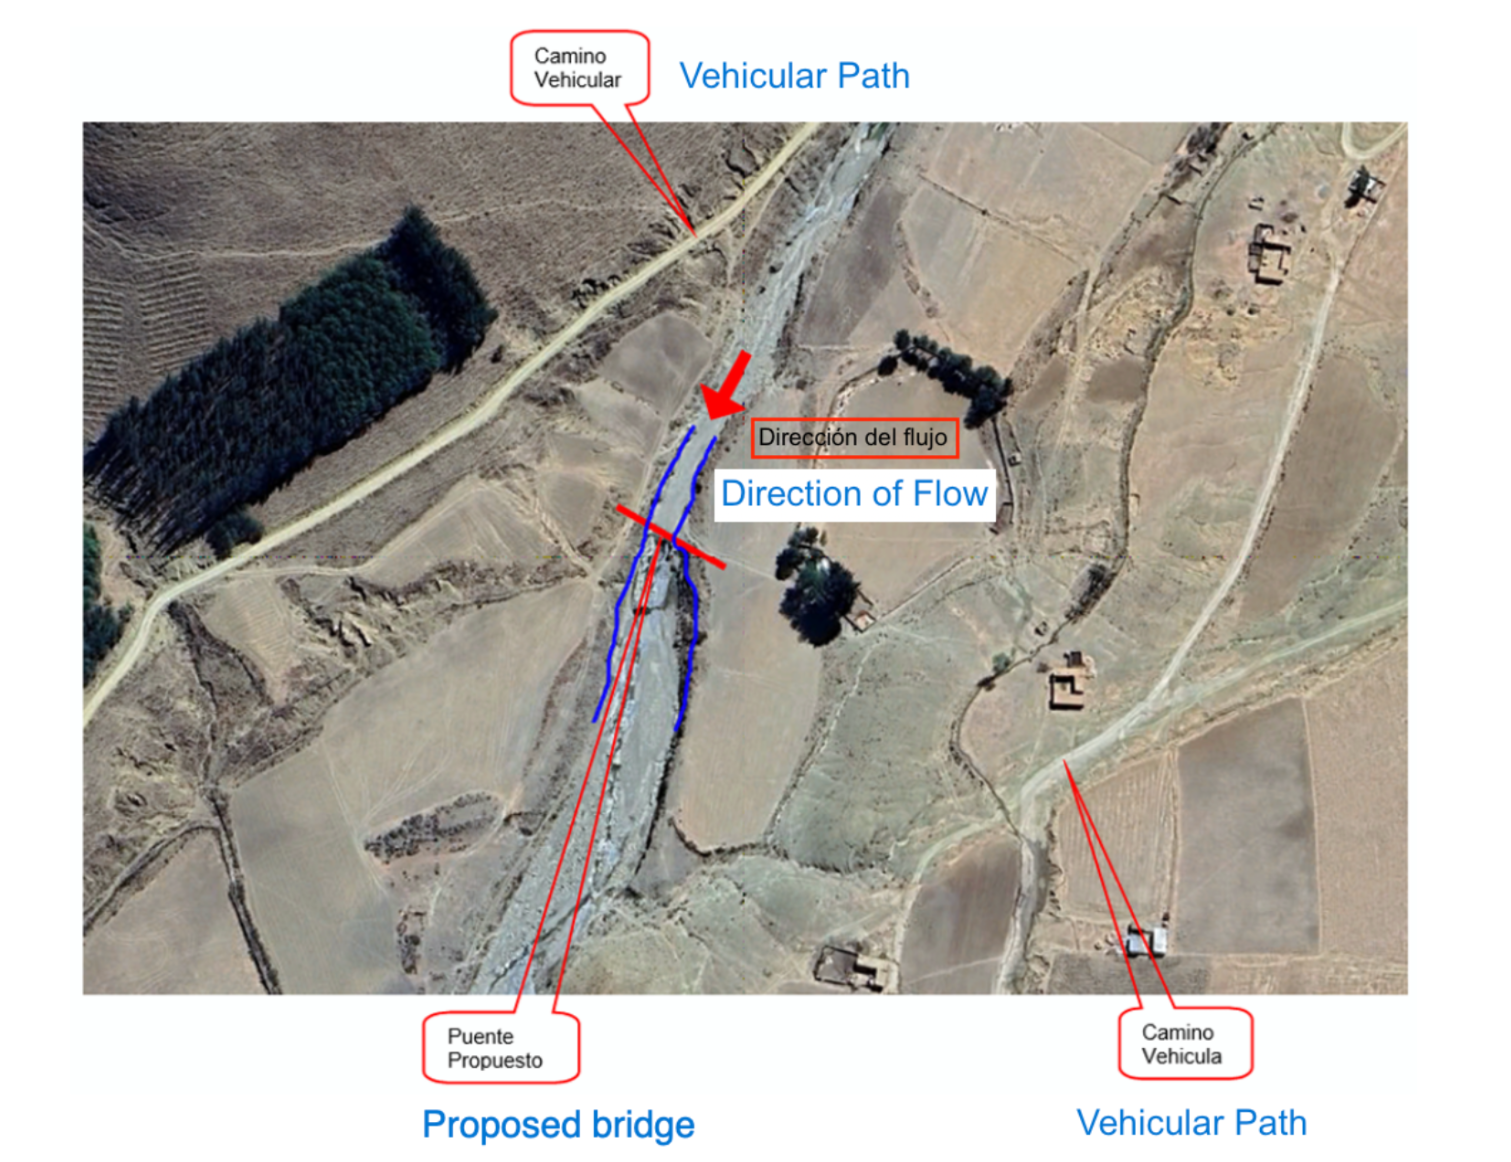 Camino
Vehicular
Vehicular Path
Dirección del flujo
Direction of Flow
Puente
Propuesto
Camino
Vehicula
Proposed bridge
Vehicular Path